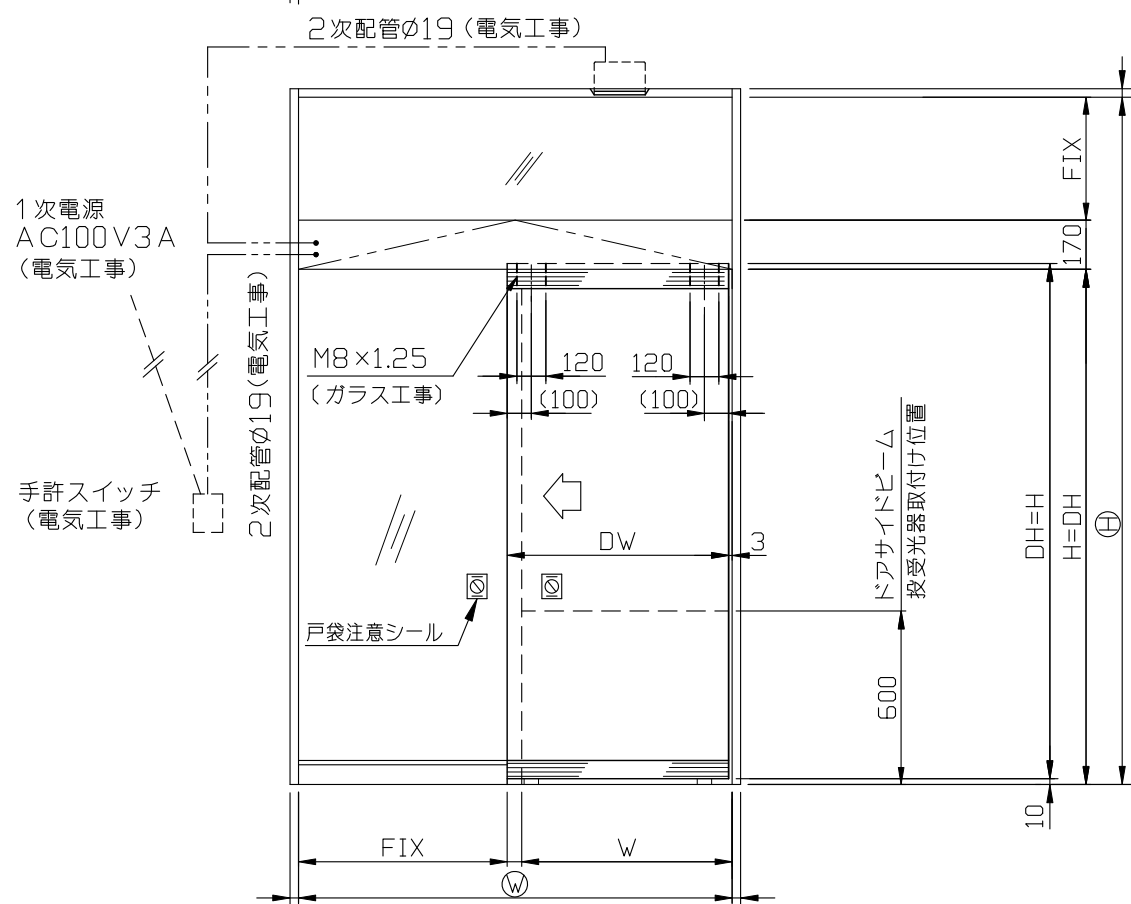 2次配管Ø19(電気工事)
1次電源
AC100V3A
(電気工事)
2次配管Ø19(電気工事)
手許スイッチ
(電気工事)
M8×1.25
(ガラス工事)
120
120
(100)
(100)
DW
3
戸袋注意シール
ドアサイドビーム
投受光器取付け位置
600
FIX
170
DH=H
H=DH
Ⓗ
10
FIX
W
Ⓦ